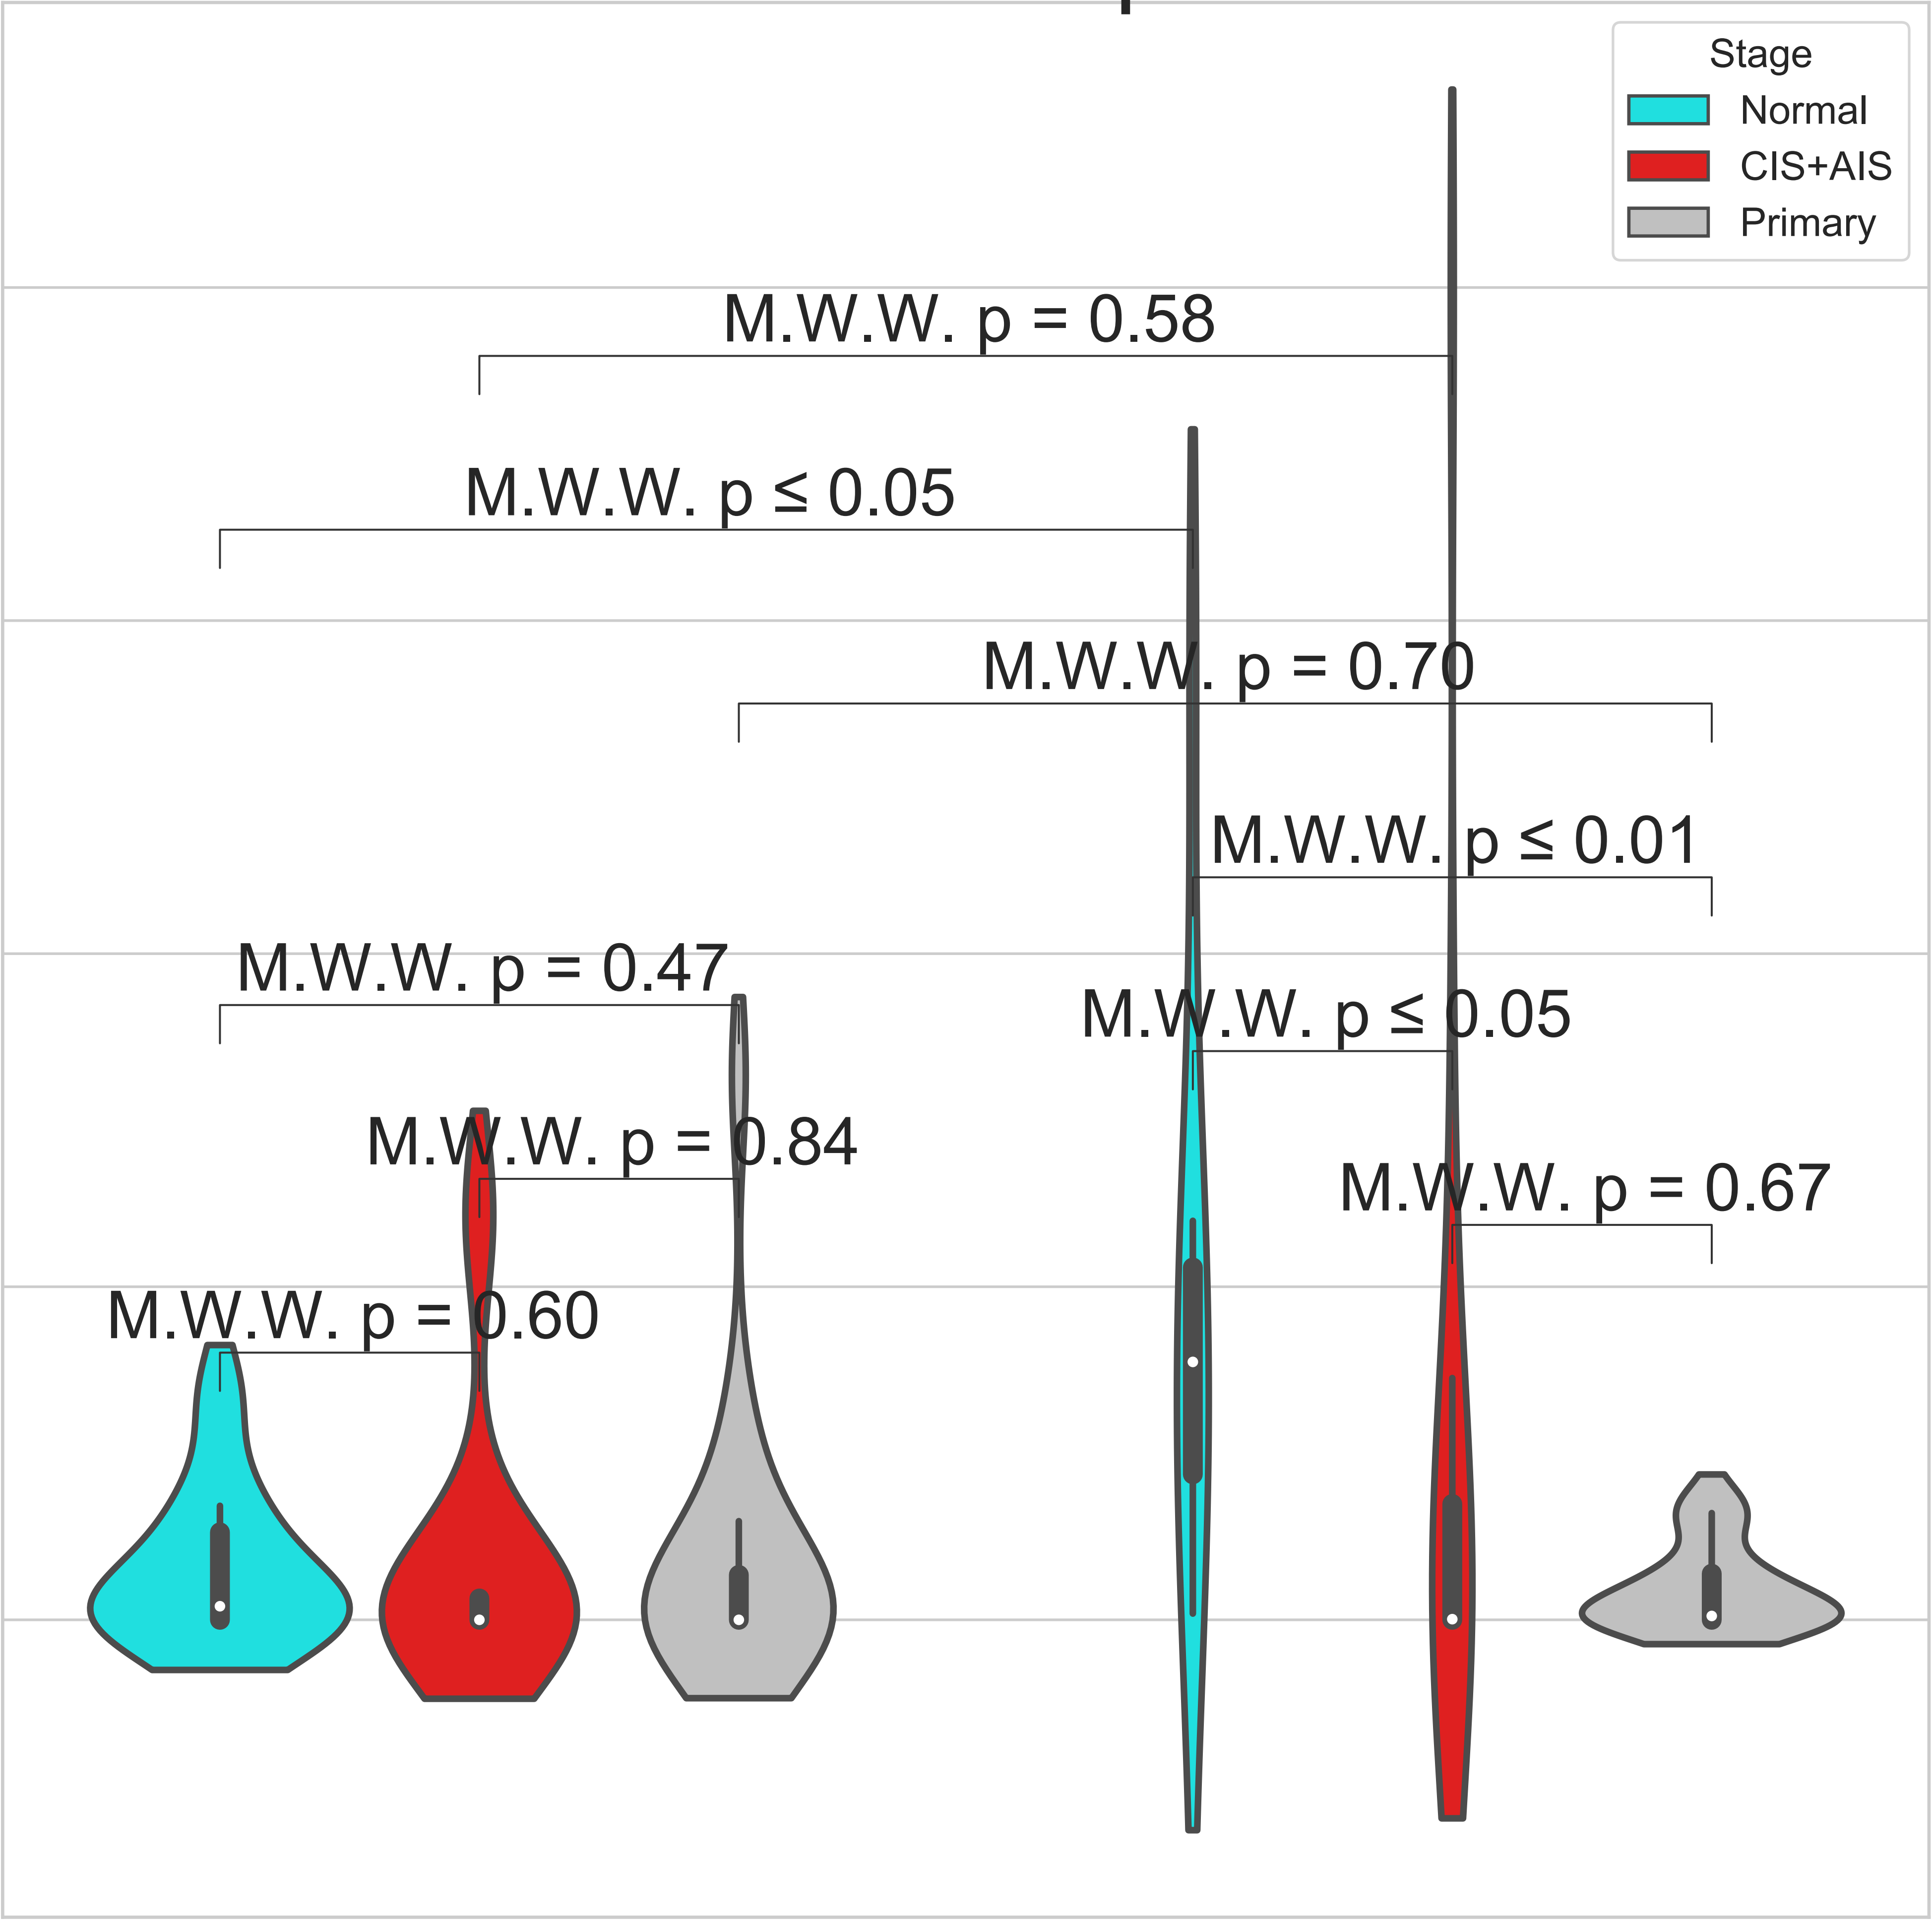 Stage
Normal
CIS+AIS
Primary
M.W.W. p = 0.58
M.W.W. p ≤ 0.05
M.W.W. p = 0.70
M.W.W. p ≤ 0.01
M.W.W. p = 0.47
M.W.W. p ≤ 0.05
M.W.W. p = 0.84
M.W.W. p = 0.67
M.W.W. p = 0.60